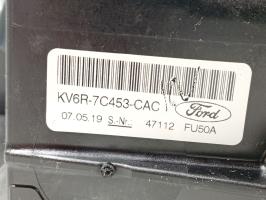 KV6R-7C453-CAC
Ford
07.05.19 S.-Nr.: 47112 FU50A